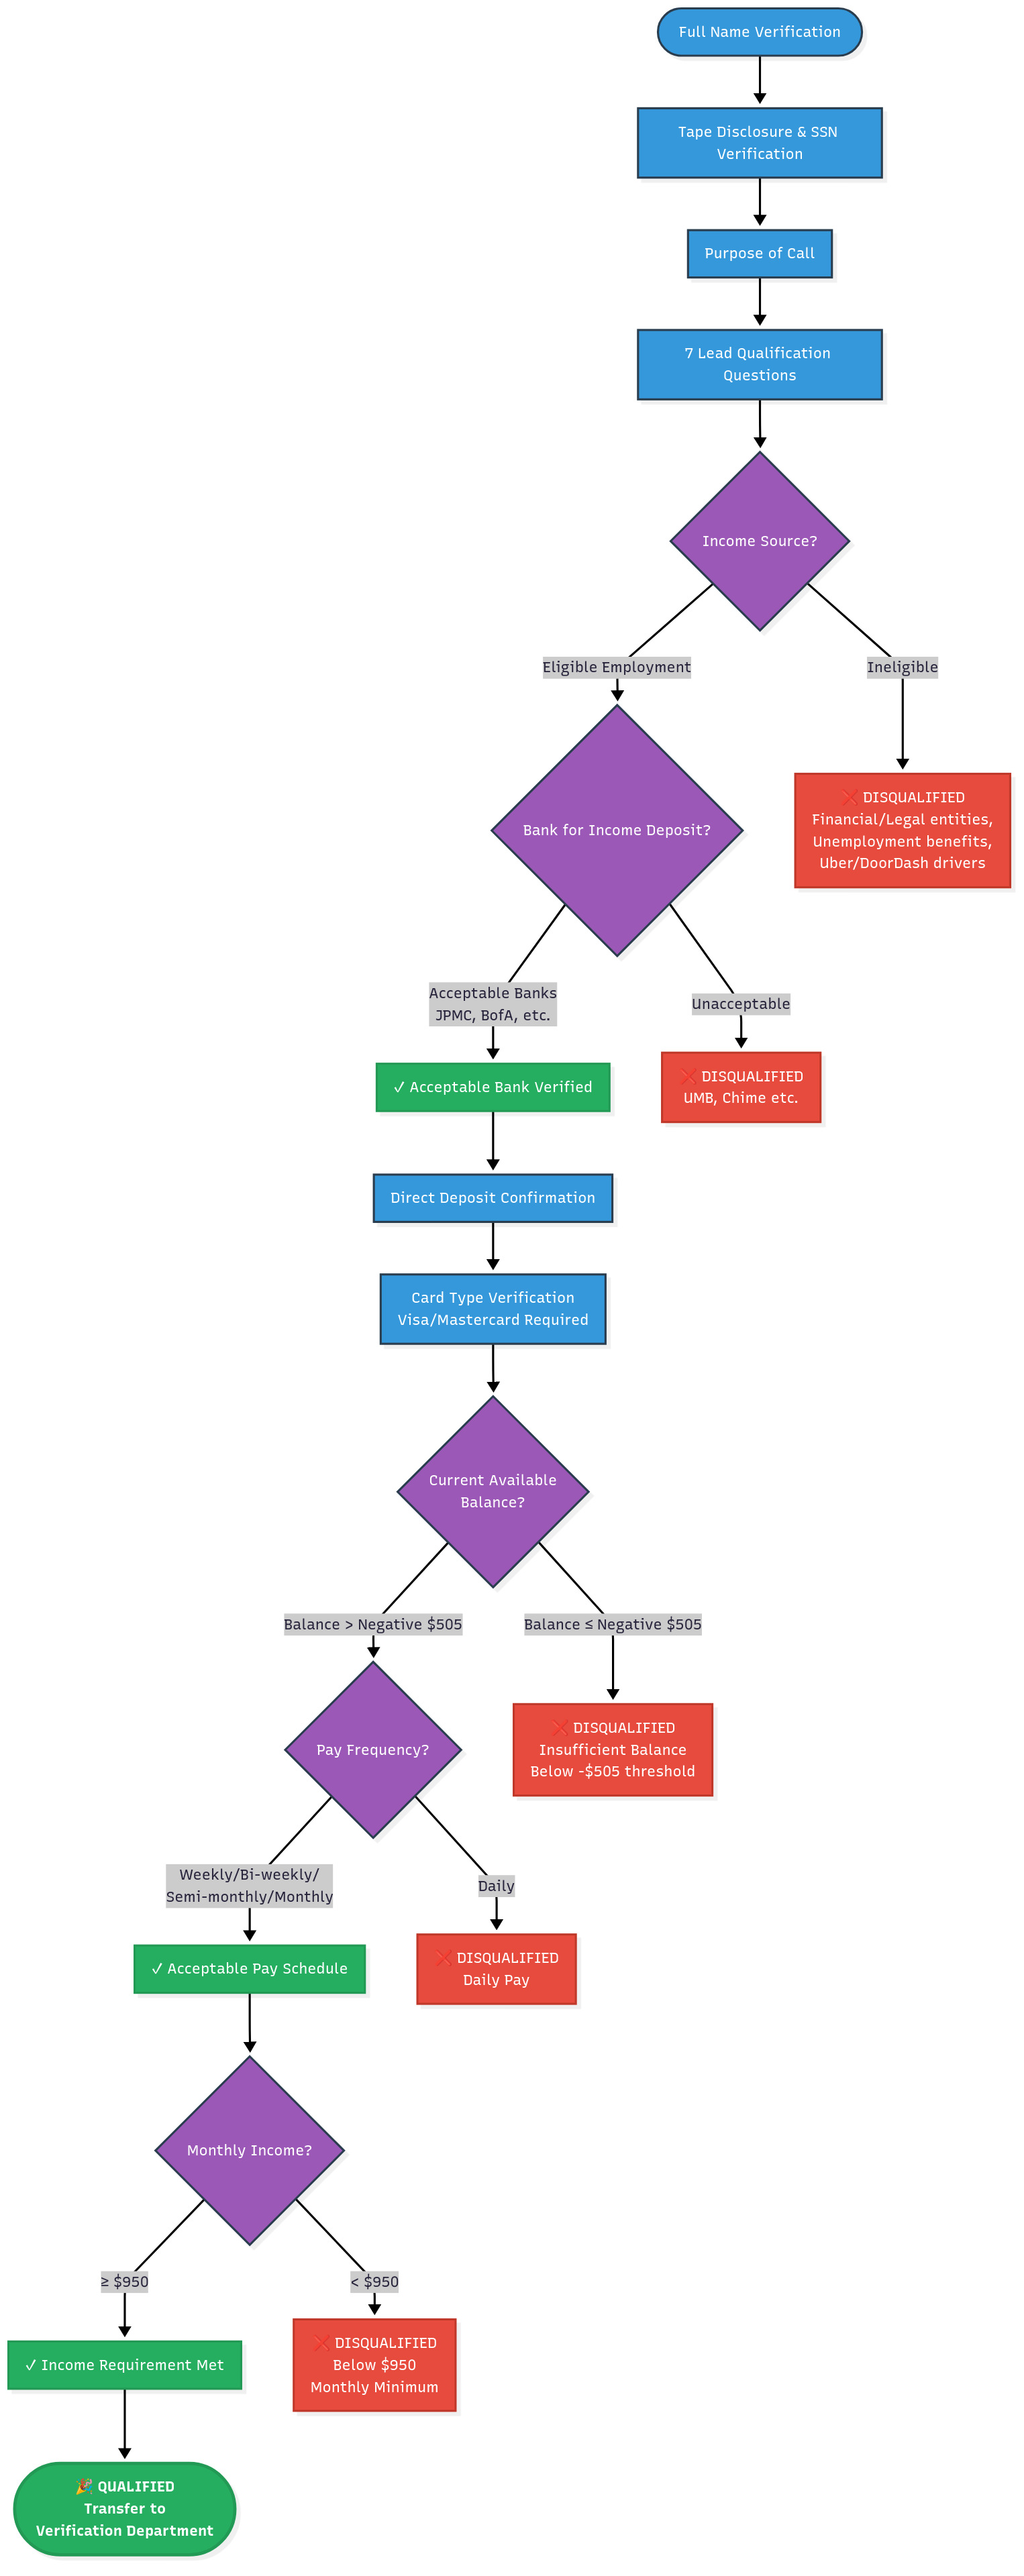 Full Name Verification
Tape Disclosure & SSN
Verification
Purpose of Call
7 Lead Qualification
Questions
Income Source?
Eligible Employment
Ineligible
❌ DISQUALIFIED
Financial/Legal entities,
Unemployment benefits,
Uber/DoorDash drivers
Bank for Income Deposit?
Acceptable Banks
JPMC, BofA, etc.
Unacceptable
✓ Acceptable Bank Verified
❌ DISQUALIFIED
UMB, Chime etc.
Direct Deposit Confirmation
Card Type Verification
Visa/Mastercard Required
Current Available
Balance?
Balance > Negative $505
Balance ≤ Negative $505
❌ DISQUALIFIED
Insufficient Balance
Below -$505 threshold
Pay Frequency?
Weekly/Bi-weekly/
Semi-monthly/Monthly
Daily
✓ Acceptable Pay Schedule
❌ DISQUALIFIED
Daily Pay
Monthly Income?
≥ $950
< $950
✓ Income Requirement Met
❌ DISQUALIFIED
Below $950
Monthly Minimum
🎉 QUALIFIED
Transfer to
Verification Department